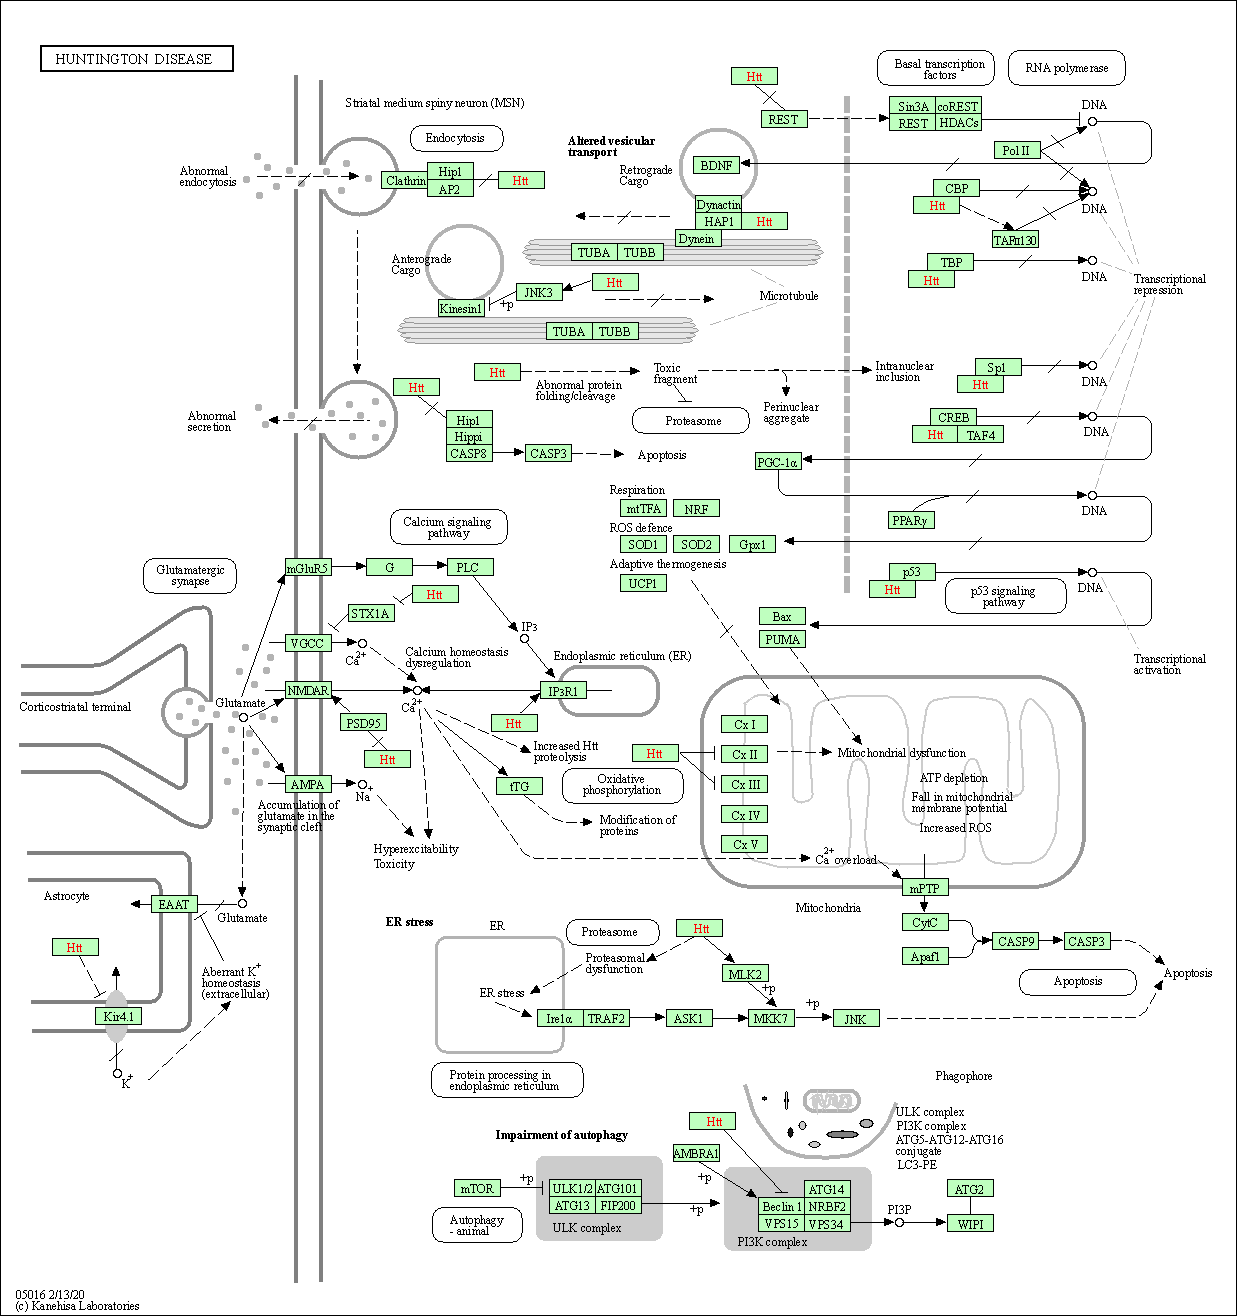 HUNTINGTON DISEASE
Striatal medium spiny neuron (MSN)
Endocytosis
Abnormal
endocytosis
Clathrin
Hip1
AP2
Htt
Altered vesicular
transport
Retrograde
Cargo
BDNF
Dynactin
HAP1
Htt
Dynein
TUBA
TUBB
Anterograde
Cargo
JNK3
Htt
+p
Kinesin1
TUBA
TUBB
Microtubule
Htt
REST
Basal transcription
factors
RNA polymerase
Sin3A
coREST
REST
HDACs
DNA
Pol II
CBP
Htt
DNA
TAFII130
TBP
Htt
DNA
Transcriptional
repression
Sp1
Htt
DNA
CREB
Htt
TAF4
DNA
PGC-1α
PPARγ
DNA
p53
Htt
DNA
p53 signaling
pathway
Transcriptional
activation
Abnormal
secretion
Htt
Hip1
Hippi
CASP8
CASP3
Apoptosis
Htt
Abnormal protein
folding/cleavage
Toxic
fragment
Proteasome
Perinuclear
aggregate
Intranuclear
inclusion
Respiration
mtTFA
NRF
ROS defence
SOD1
SOD2
Gpx1
Adaptive thermogenesis
UCP1
Bax
PUMA
Calcium signaling
pathway
Glutamatergic
synapse
mGluR5
G
PLC
Htt
STX1A
VGCC
Ca2+
IP3
Calcium homeostasis
dysregulation
Endoplasmic reticulum (ER)
NMDAR
Ca2+
IP3R1
Htt
PSD95
Htt
Corticostriatal terminal
Glutamate
AMPA
Na+
Accumulation of
glutamate in the
synaptic cleft
Increased Htt
proteolysis
tTG
Modification of
proteins
Hyperexcitability
Toxicity
Oxidative
phosphorylation
Htt
Cx I
Cx II
Cx III
Cx IV
Cx V
Mitochondrial dysfunction
ATP depletion
Fall in mitochondrial
membrane potential
Increased ROS
Ca2+ overload
mPTP
Mitochondria
CytC
Apaf1
CASP9
CASP3
Apoptosis
Apoptosis
Astrocyte
EAAT
Glutamate
Htt
Kir4.1
K+
Aberrant K+
homeostasis
(extracellular)
ER stress
ER
Proteasome
Htt
Proteasomal
dysfunction
MLK2
+p
ER stress
Ire1α
TRAF2
ASK1
MKK7
+p
JNK
Protein processing in
endoplasmic reticulum
Phagophore
ULK complex
PI3K complex
ATG5-ATG12-ATG16
conjugate
LC3-PE
Impairment of autophagy
Htt
AMBRA1
+p
mTOR
+p
ULK1/2
ATG101
ATG13
FIP200
ULK complex
+p
ATG14
Beclin 1
NRBF2
VPS15
VPS34
PI3K complex
PI3P
ATG2
WIPI
Autophagy
- animal
05016 2/13/20
(c) Kanehisa Laboratories